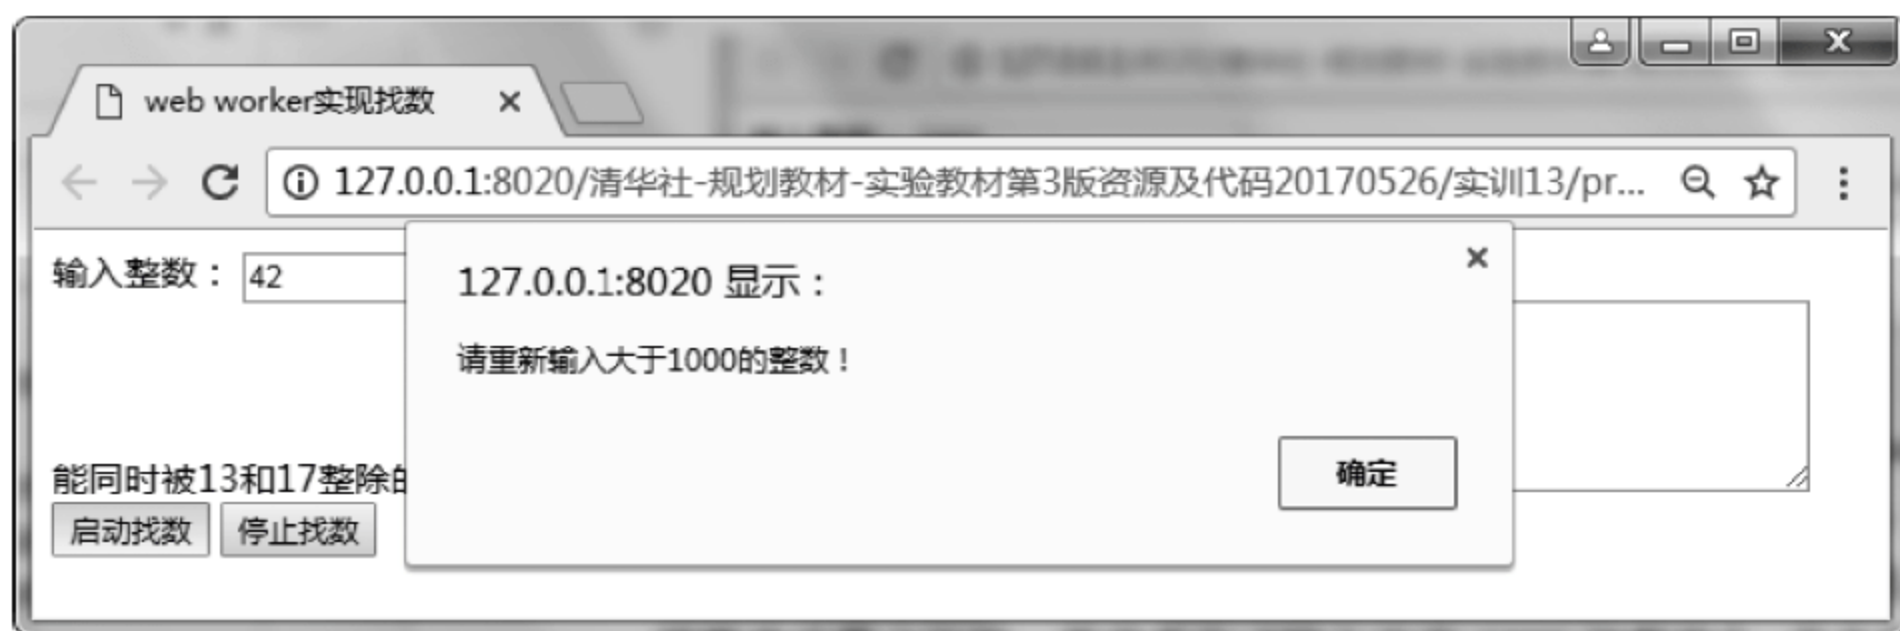 web worker实现找数
127.0.0.1:8020/清华社-规划教材-实验教材第3版资源及代码20170526/实训13/pr...
输入整数： 42
127.0.0.1:8020 显示：
请重新输入大于1000的整数！
确定
能同时被13和17整除的
启动找数 停止找数